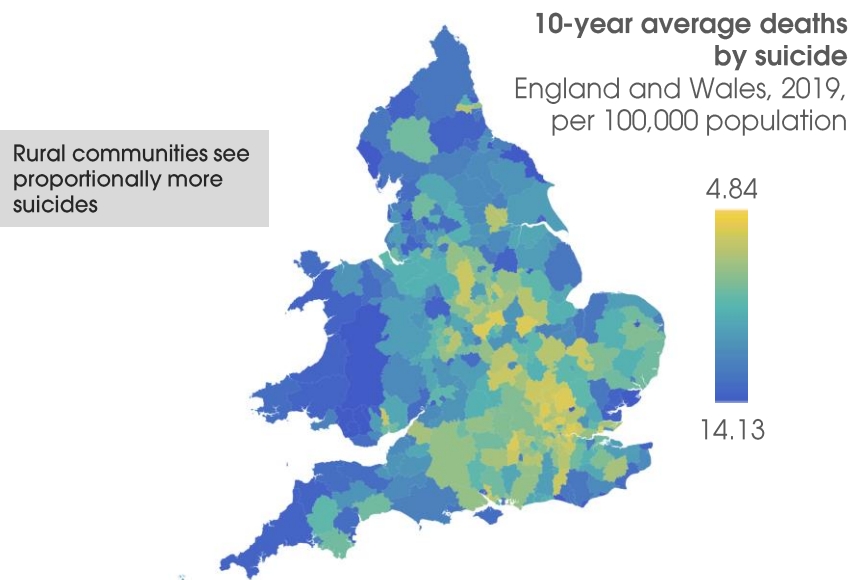 10-year average deaths
by suicide
England and Wales, 2019,
per 100,000 population
Rural communities see
proportionally more
suicides
4.84
14.13